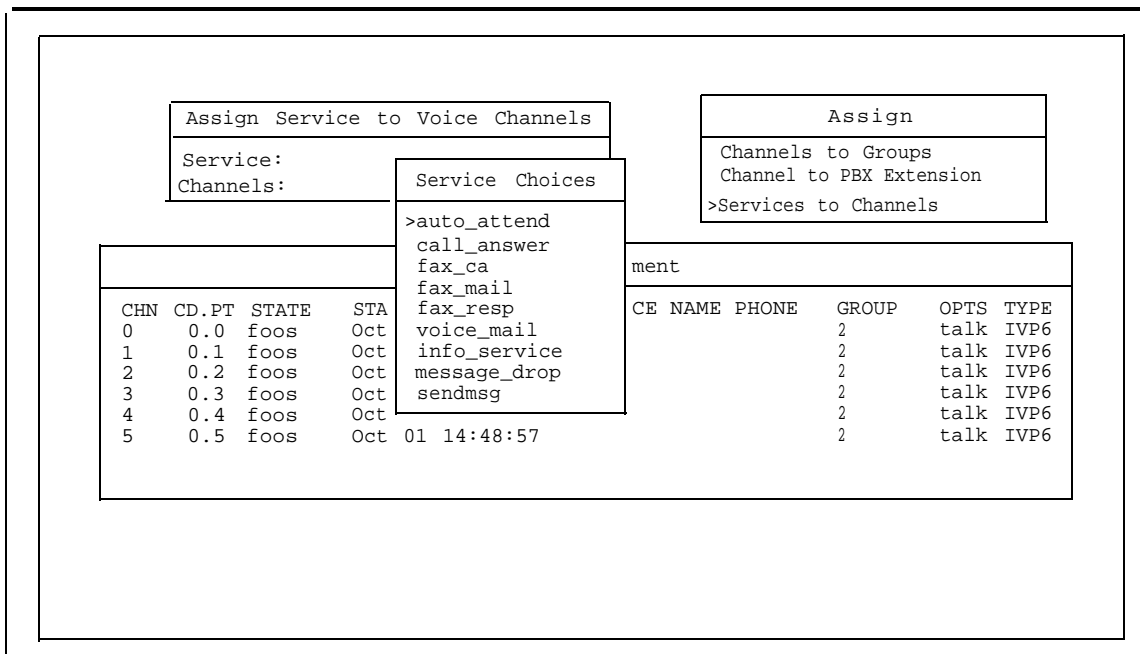 Assign Service to Voice Channels
Service:
Channels:
Assign
Channels to Groups
Channel to PBX Extension
>Services to Channels
Service Choices
>auto_attend
call_answer
fax_ca
fax_mail
fax_resp
voice_mail
info_service
message_drop
sendmsg
ment
CHN CD.PT STATE STA CE NAME PHONE GROUP OPTS TYPE
0 0.0 foos Oct 2 talk IVP6
1 0.1 foos Oct 2 talk IVP6
2 0.2 foos Oct 2 talk IVP6
3 0.3 foos Oct 2 talk IVP6
4 0.4 foos Oct 2 talk IVP6
5 0.5 foos Oct 01 14:48:57 2 talk IVP6